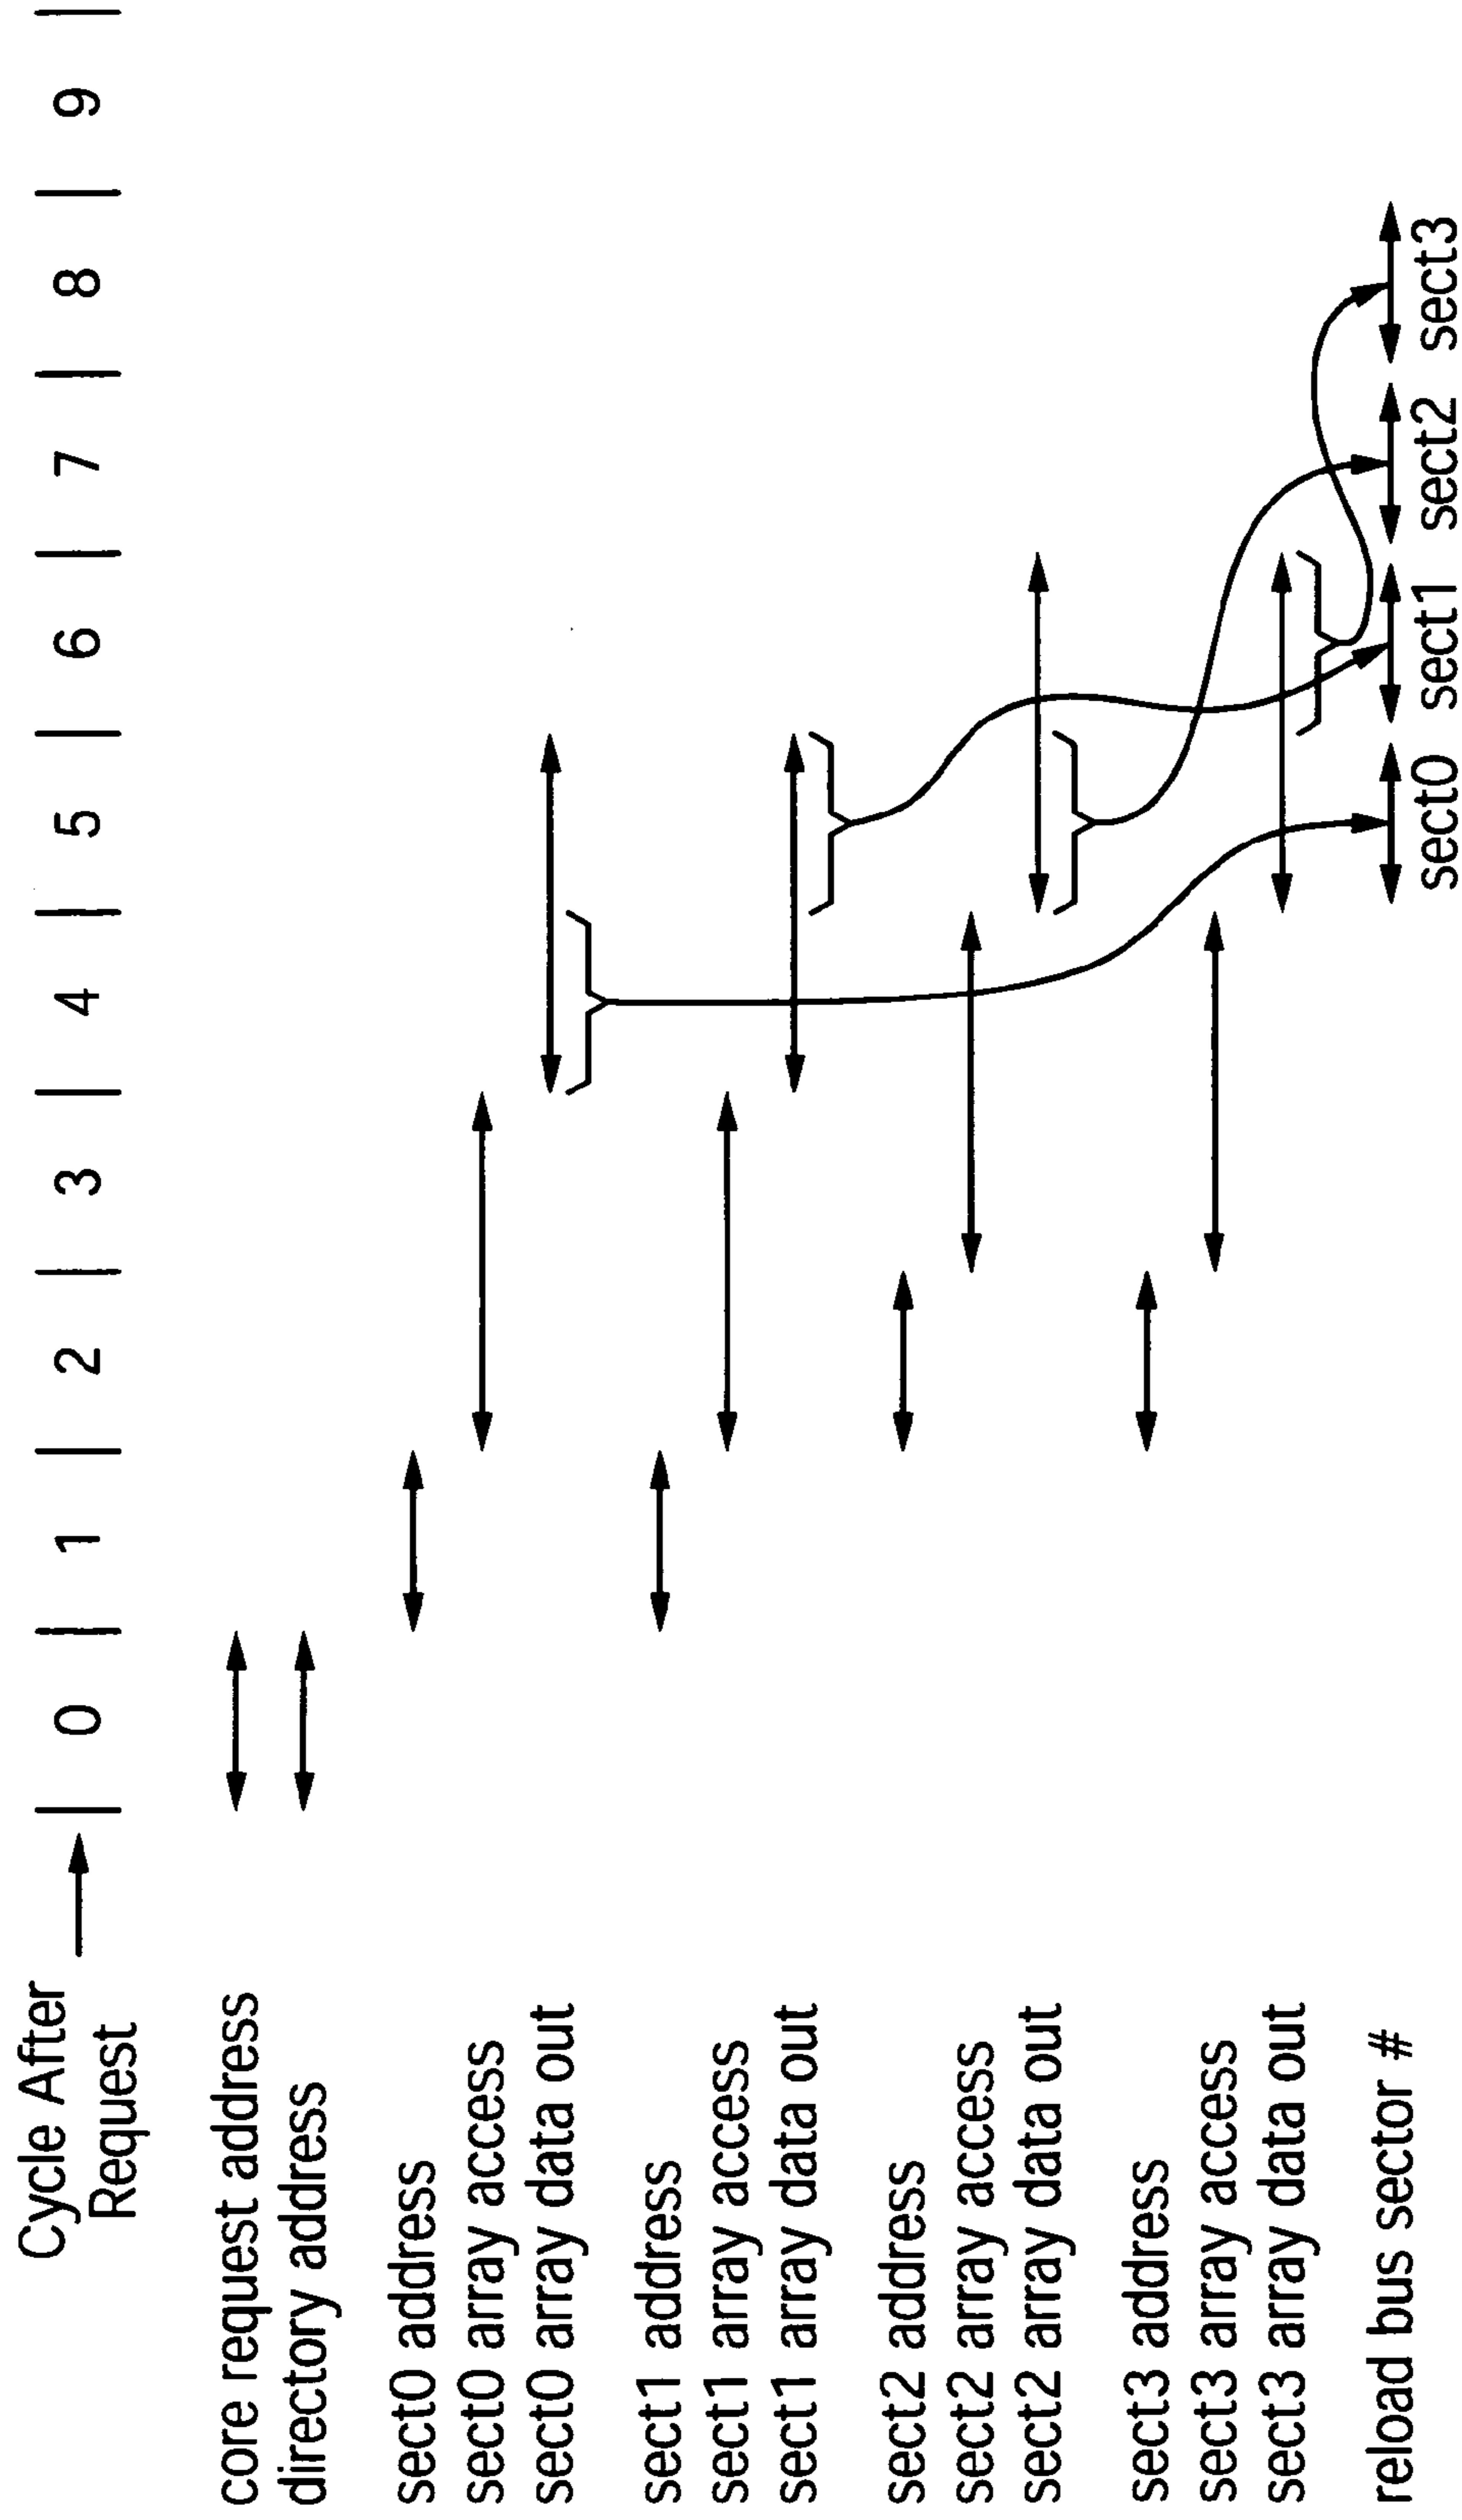 Cycle After
Request
| 0 | 1 | 2 | 3 | 4 | 5 | 6 | 7 | 8 | 9 |
core request address
directory address
sect0 address
sect0 array access
sect0 array data out
sect1 address
sect1 array access
sect1 array data out
sect2 address
sect2 array access
sect2 array data out
sect3 address
sect3 array access
sect3 array data out
reload bus sector #
sect0 sect1 sect2 sect3